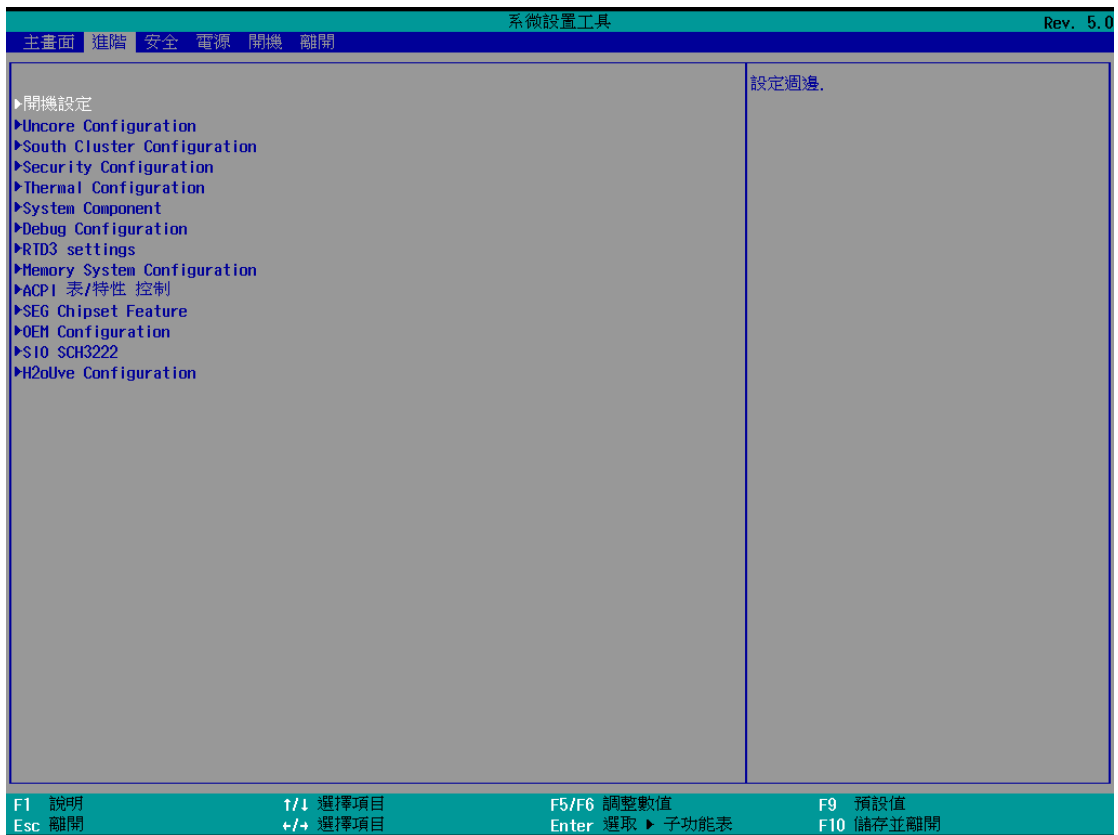 系微設置工具 Rev. 5.0
主畫面 進階 安全 電源 開機 離開
設定週邊.
▶開機設定
▶Uncore Configuration
▶South Cluster Configuration
▶Security Configuration
▶Thermal Configuration
▶System Component
▶Debug Configuration
▶RTD3 settings
▶Memory System Configuration
▶ACPI 表/特性 控制
▶SEG Chipset Feature
▶OEM Configuration
▶SIO SCH3222
▶H2oUve Configuration
F1 說明 ↑/↓ 選擇項目 F5/F6 調整數值 F9 預設值
Esc 離開 ←/→ 選擇項目 Enter 選取 ▶ 子功能表 F10 儲存並離開